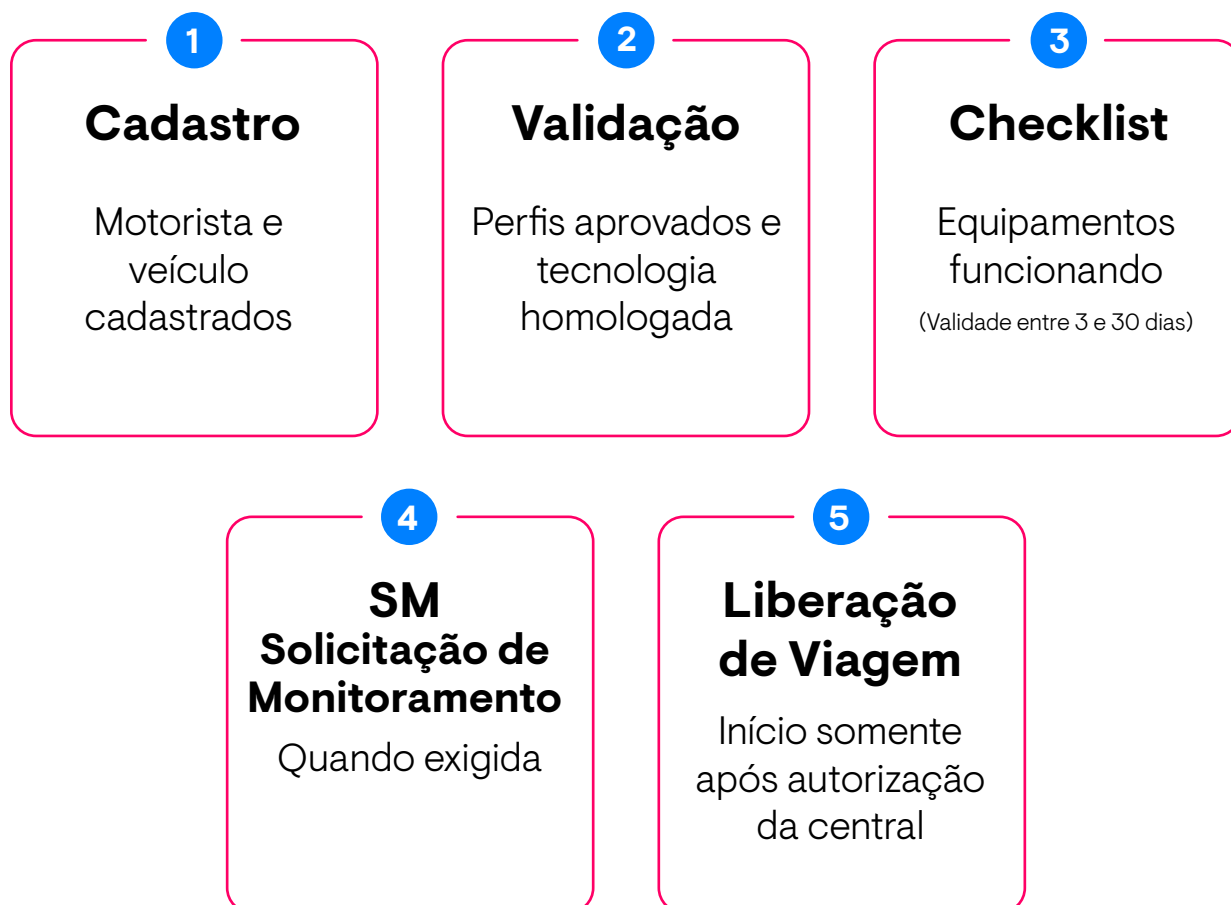 1
Cadastro
Motorista e
veículo
cadastrados
2
Validação
Perfis aprovados e
tecnologia
homologada
3
Checklist
Equipamentos
funcionando
(Validade entre 3 e 30 dias)
4
SM
Solicitação de
Monitoramento
Quando exigida
5
Liberação
de Viagem
Início somente
após autorização
da central